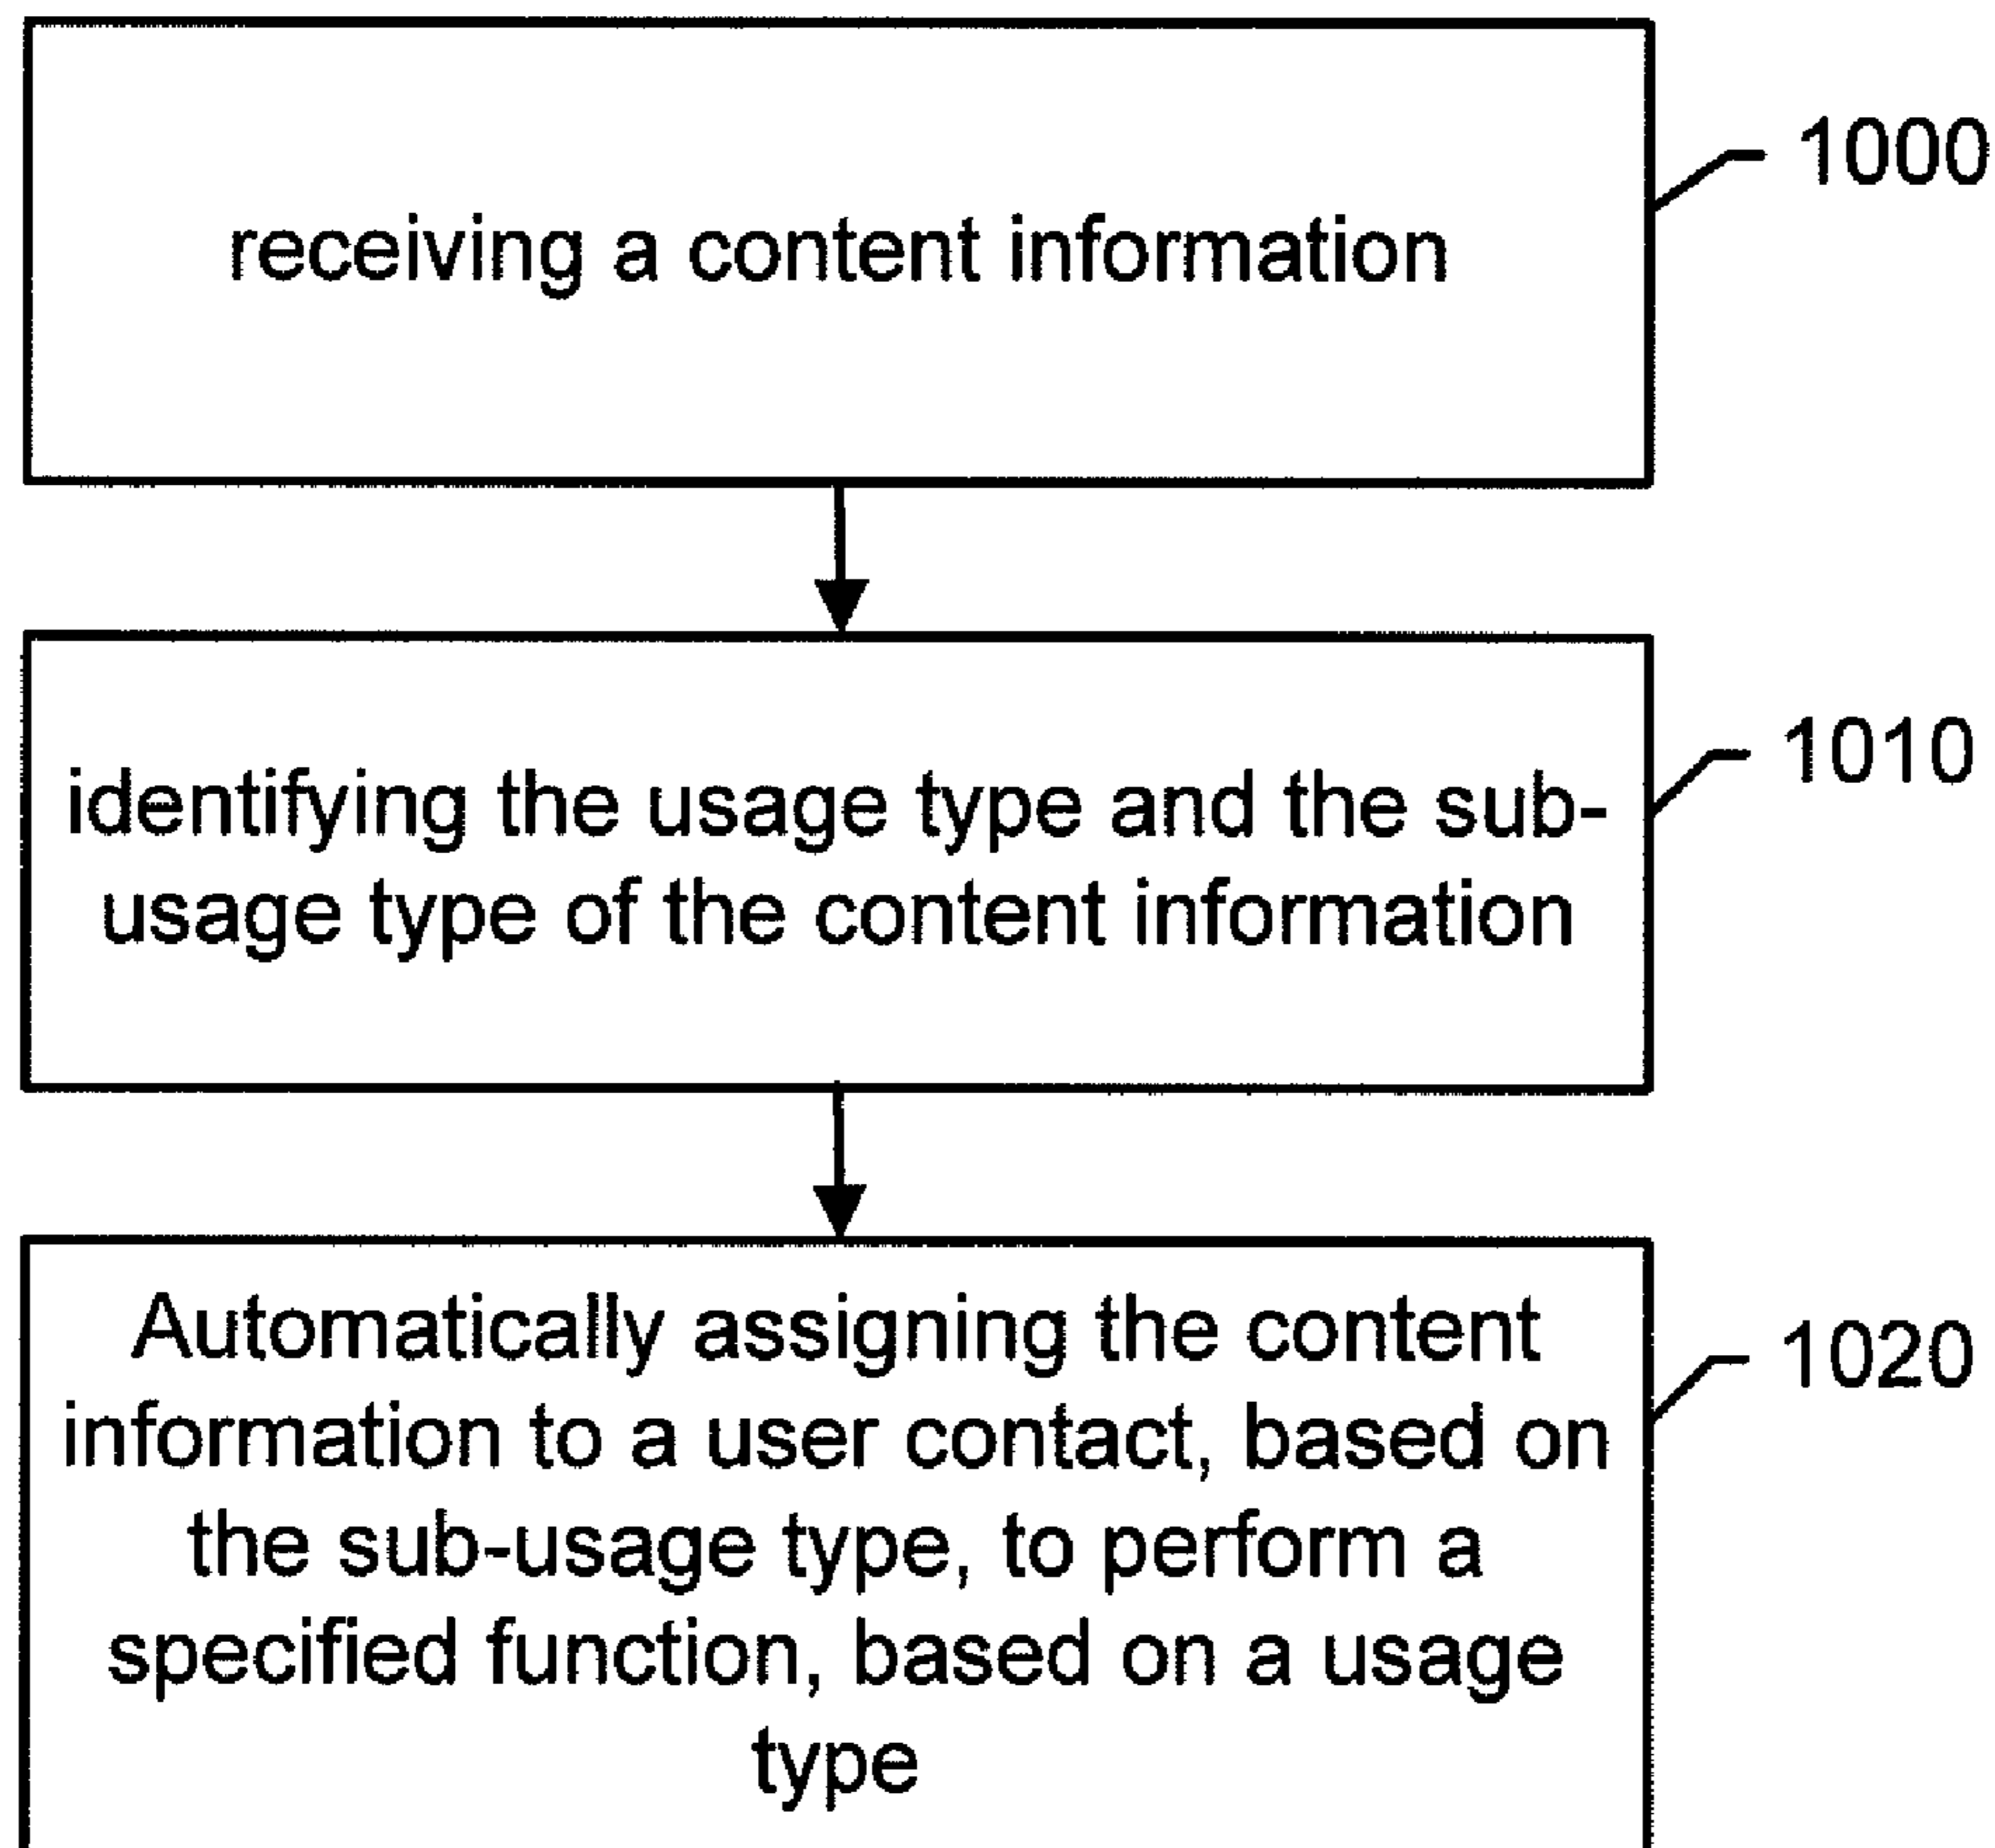 receiving a content information
1000
identifying the usage type and the sub-
usage type of the content information
1010
Automatically assigning the content
information to a user contact, based on
the sub-usage type, to perform a
specified function, based on a usage
type
1020